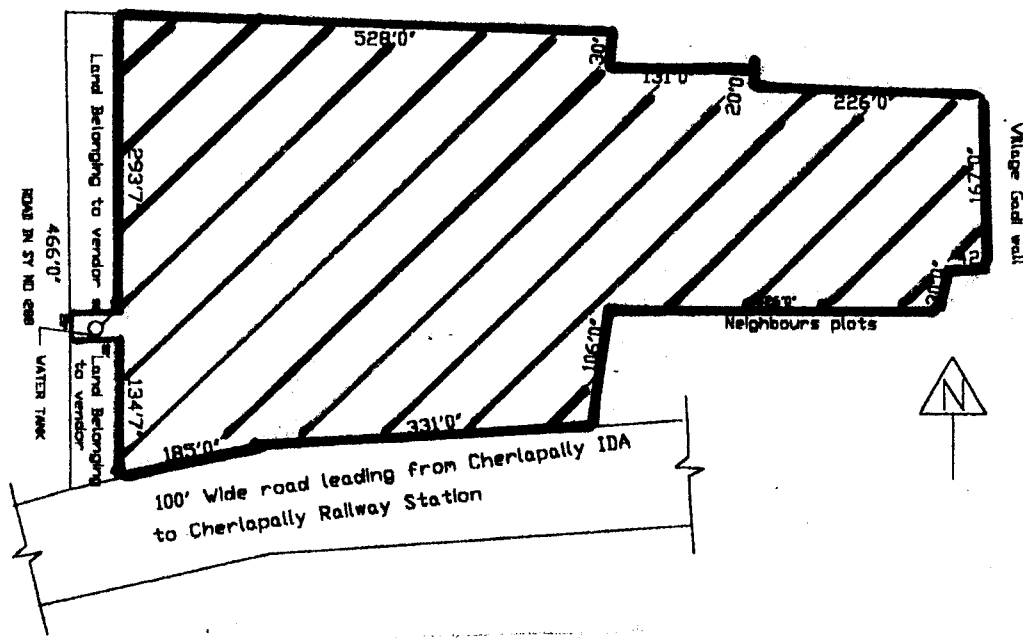 528'0"
30'
131'0"
20'0"
226'0"
167'0"
Village Gadi wall
Land Belonging to vendor
293'7"
466'0"
ROAD IN SY NO 288
WATER TANK
Land Belonging
to vendor
134'7"
185'0"
331'0"
106'0"
Neighbours plots
N
100' Wide road leading from Cherlapally IDA
to Cherlapally Railway Station